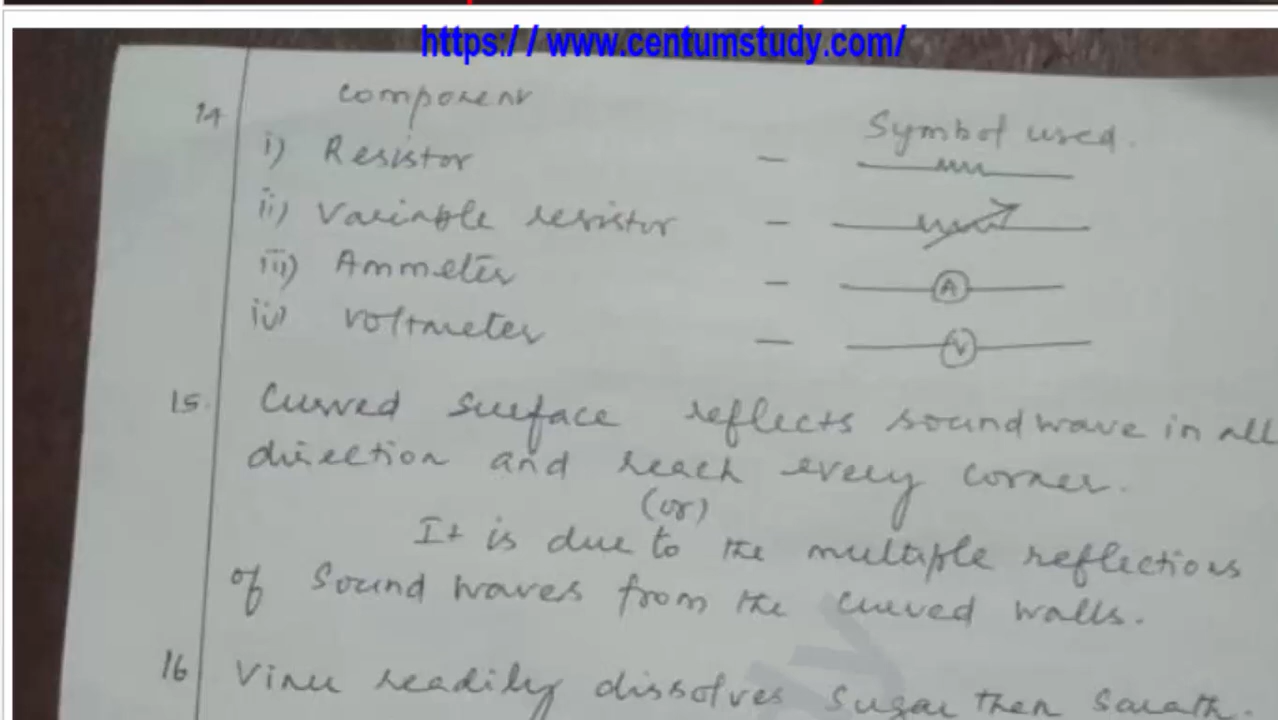 https:/ / www.centumstudy.com/
14 component Symbol used.
i) Resistor -
ii) Variable resistor -
iii) Ammeter - A
iv) Voltmeter - V
15. Curved surface reflects sound wave in all
direction and reach every corner.
(or)
It is due to the multiple reflections
of Sound waves from the curved walls.
16 Vinu readily dissolves sugar then Sarath.